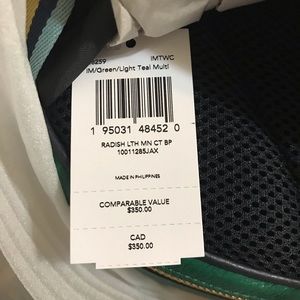 IMTWC
IM/Green/Light Teal Multi
1 95031 48452 0
RADISH LTH MN CT BP
10011285JAX
MADE IN PHILIPPINES
COMPARABLE VALUE
$350.00
CAD
$350.00